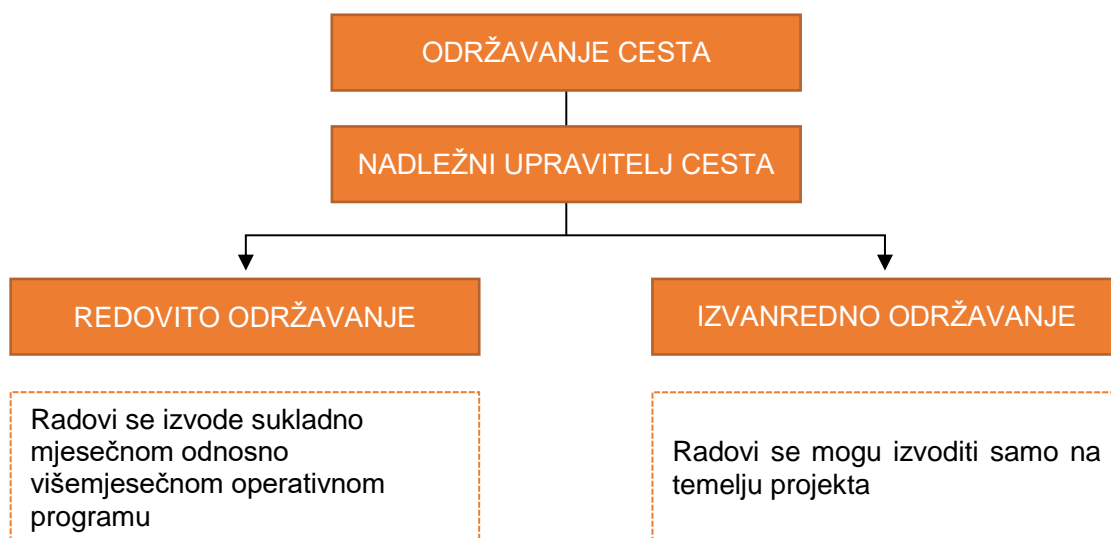 ODRŽAVANJE CESTA
NADLEŽNI UPRAVITELJ CESTA
REDOVITO ODRŽAVANJE
IZVANREDNO ODRŽAVANJE
Radovi se izvode sukladno
mjesečnom odnosno
višemjesečnom operativnom
programu
Radovi se mogu izvoditi samo na
temelju projekta